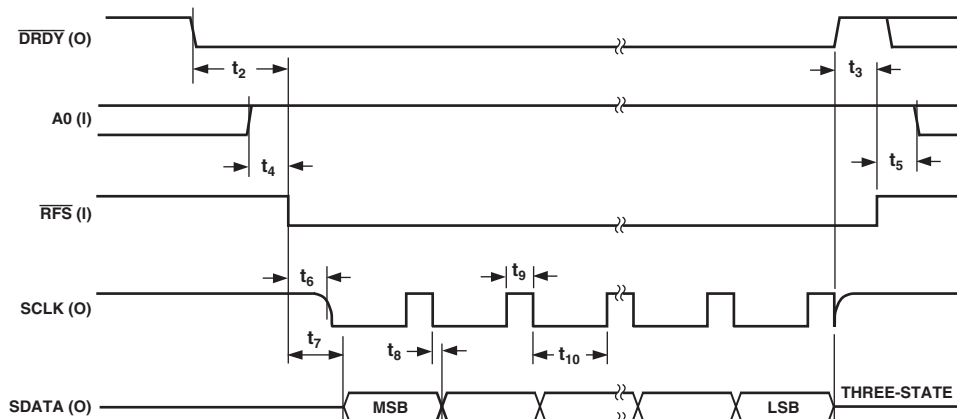 DRDY (O)
t2
t3
A0 (I)
t4
t5
RFS (I)
t6
t9
SCLK (O)
t7
t8
t10
SDATA (O)
MSB
LSB
THREE-STATE